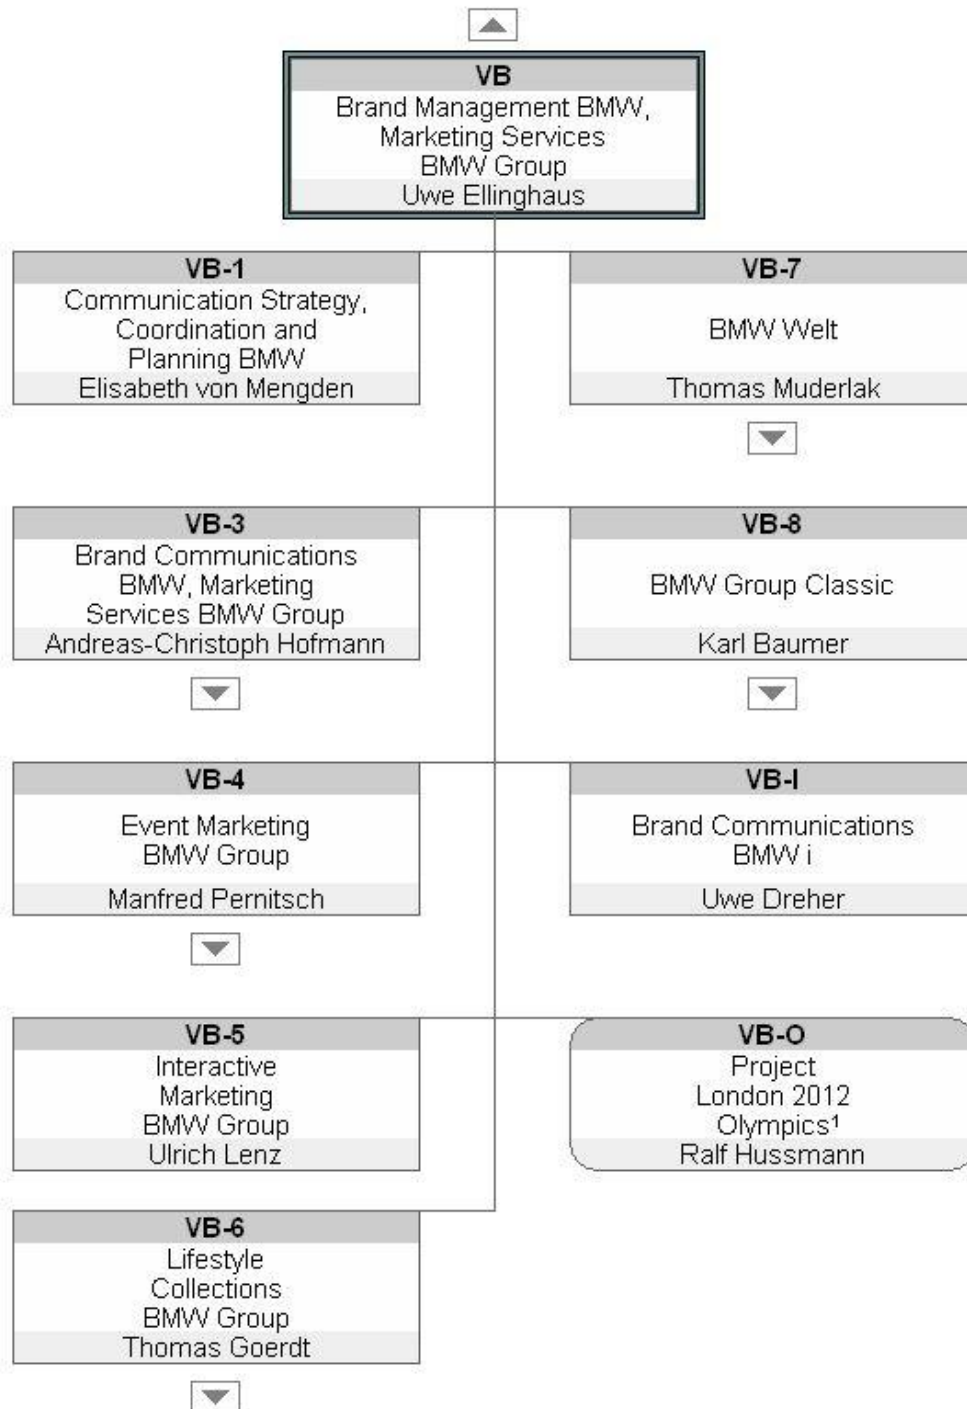 VB
Brand Management BMW,
Marketing Services
BMW Group
Uwe Ellinghaus
VB-1
Communication Strategy,
Coordination and
Planning BMW
Elisabeth von Mengden
VB-7
BMW Welt
Thomas Muderlak
VB-3
Brand Communications
BMW, Marketing
Services BMW Group
Andreas-Christoph Hofmann
VB-8
BMW Group Classic
Karl Baumer
VB-4
Event Marketing
BMW Group
Manfred Pernitsch
VB-I
Brand Communications
BMW i
Uwe Dreher
VB-5
Interactive
Marketing
BMW Group
Ulrich Lenz
VB-O
Project
London 2012
Olympics¹
Ralf Hussmann
VB-6
Lifestyle
Collections
BMW Group
Thomas Goerdt